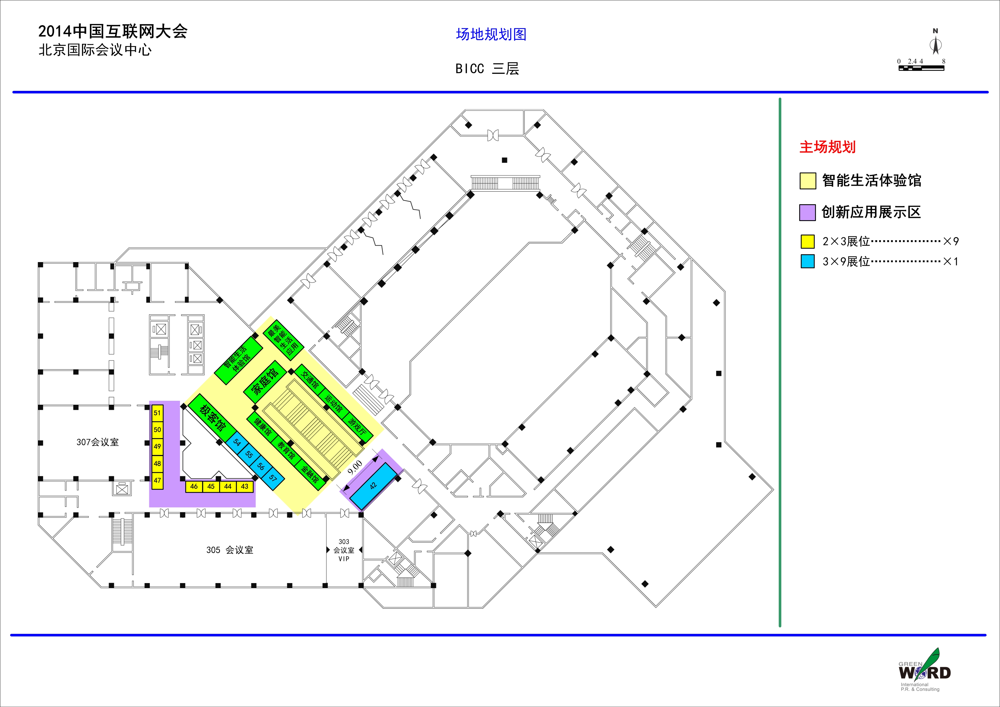 2014中国互联网大会
北京国际会议中心
场地规划图
BICC 三层
N
0 2.4 4 8
主场规划
智能生活体验馆
创新应用展示区
2×3展位··················×9
3×9展位··················×1
最美
智能
生活
应用
智能生活
体验馆
家庭馆
交通馆
运动馆
游戏厅
极客馆
健康馆
教育馆
金融馆
54
55
56
57
9.00
42
51
50
49
48
47
46 45 44 43
307会议室
305 会议室
303
会议室
VIP
GREEN
WORD
International
P.R. & Consulting